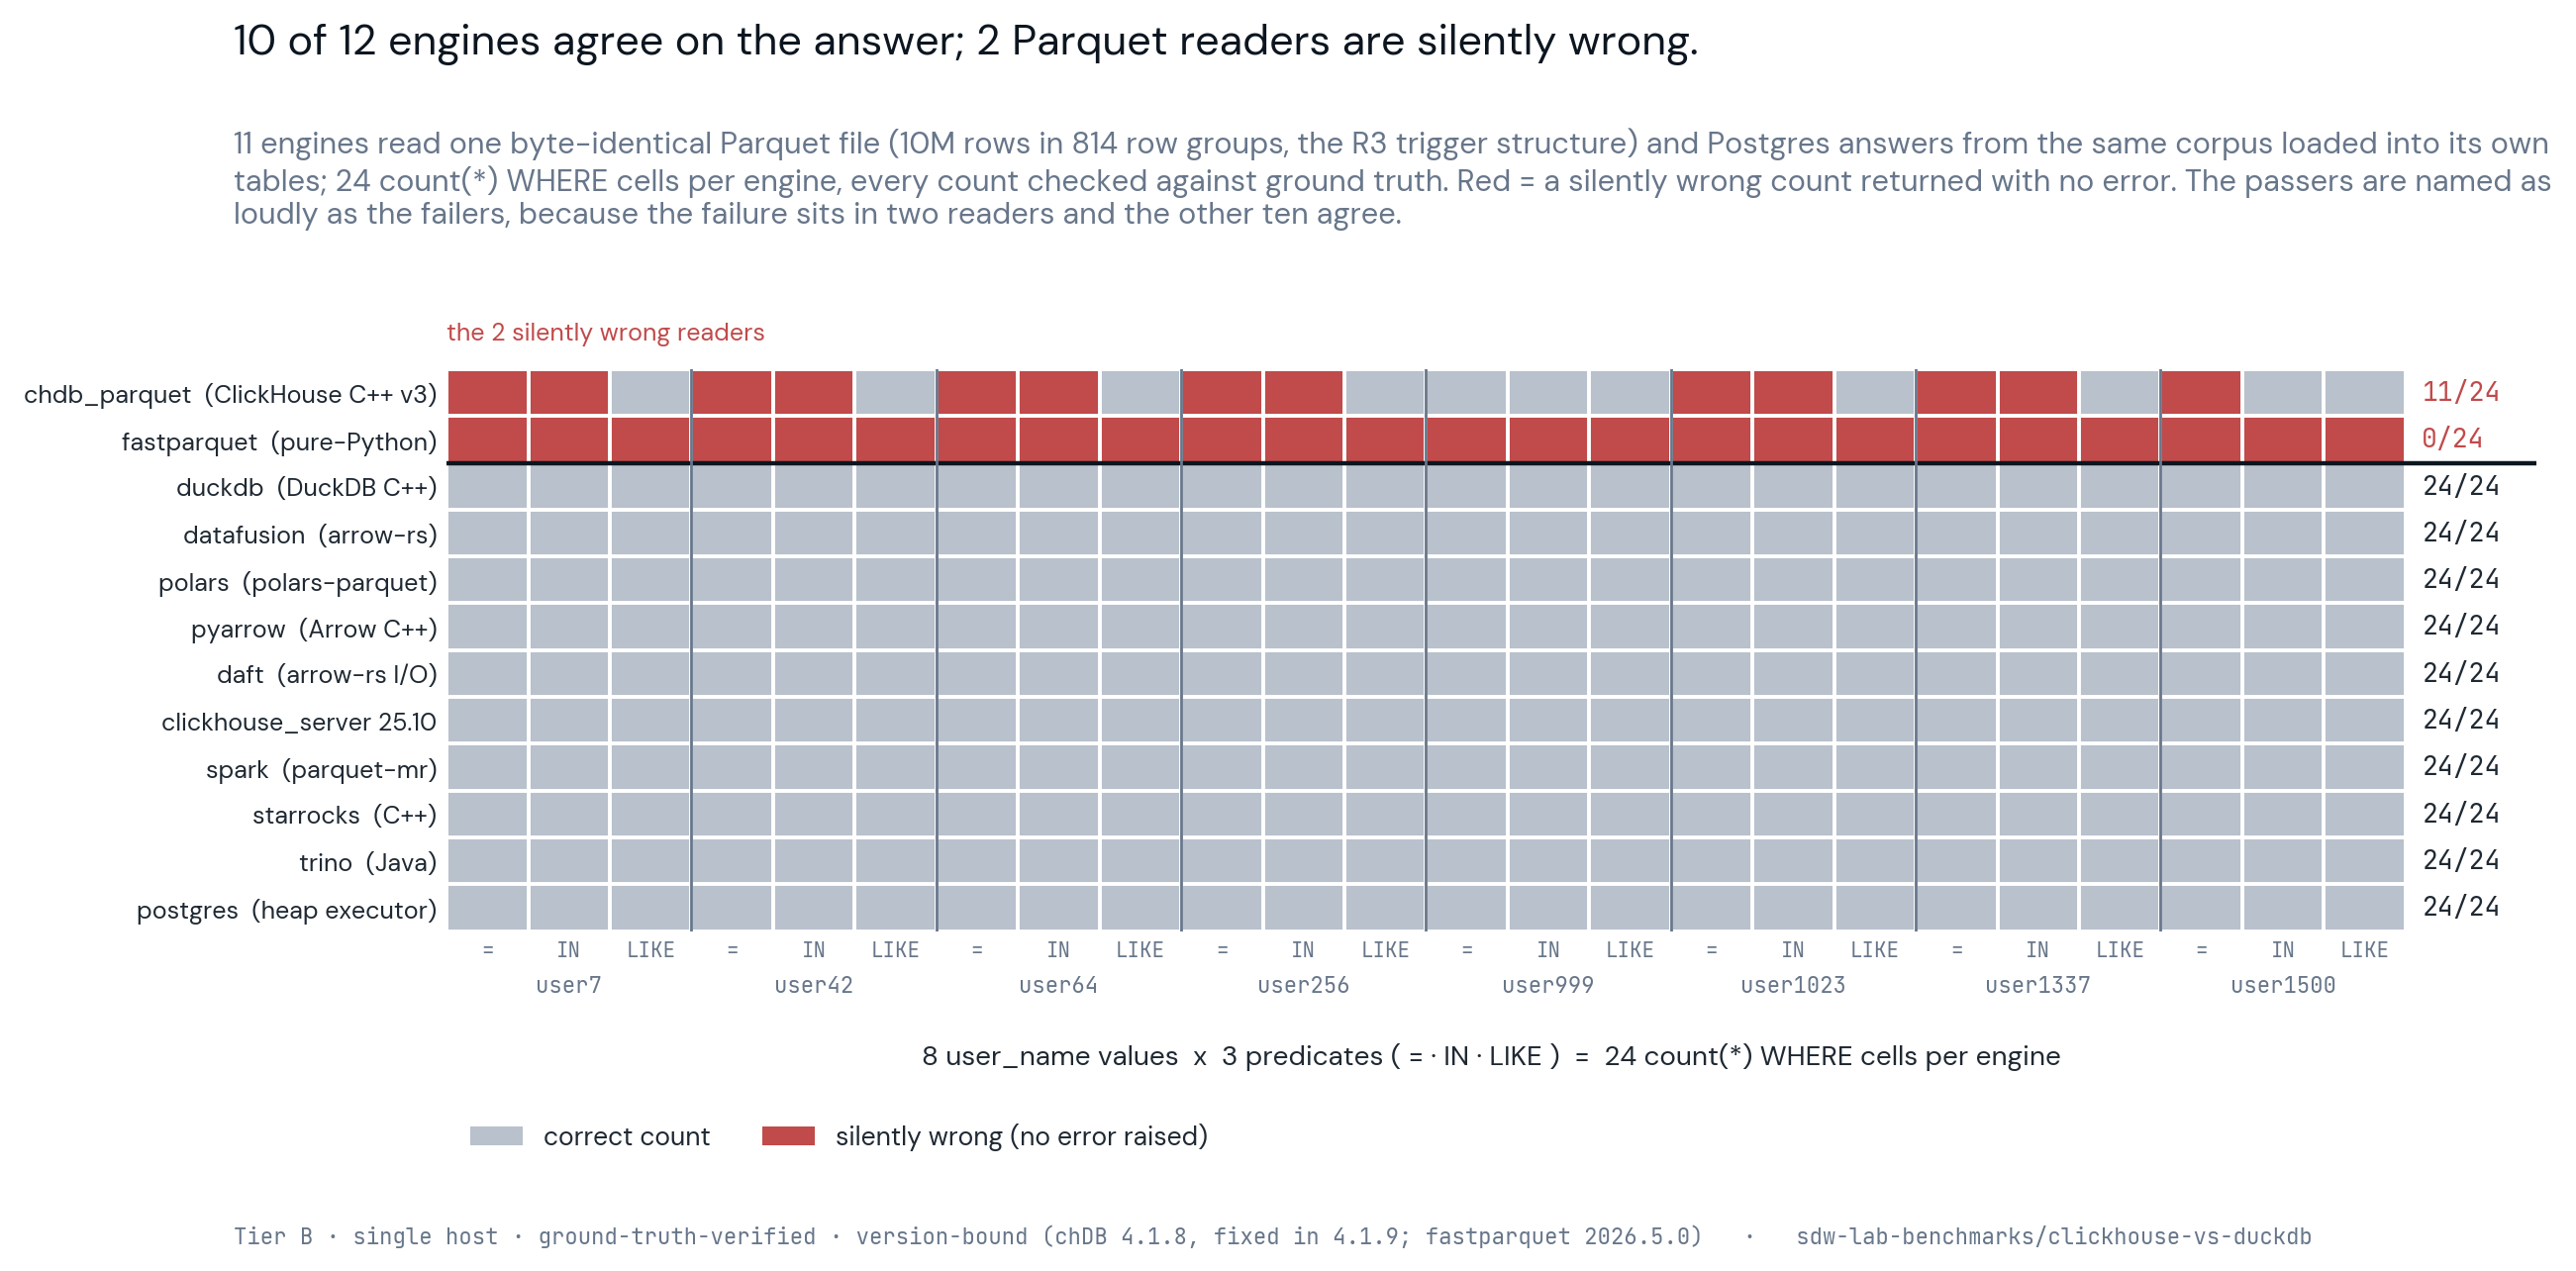 10 of 12 engines agree on the answer; 2 Parquet readers are silently wrong.
11 engines read one byte-identical Parquet file (10M rows in 814 row groups, the R3 trigger structure) and Postgres answers from the same corpus loaded into its own
tables; 24 count(*) WHERE cells per engine, every count checked against ground truth. Red = a silently wrong count returned with no error. The passers are named as
loudly as the failers, because the failure sits in two readers and the other ten agree.
the 2 silently wrong readers
chdb_parquet (ClickHouse C++ v3) 11/24
fastparquet (pure-Python) 0/24
duckdb (DuckDB C++) 24/24
datafusion (arrow-rs) 24/24
polars (polars-parquet) 24/24
pyarrow (Arrow C++) 24/24
daft (arrow-rs I/O) 24/24
clickhouse_server 25.10 24/24
spark (parquet-mr) 24/24
starrocks (C++) 24/24
trino (Java) 24/24
postgres (heap executor) 24/24
= IN LIKE = IN LIKE = IN LIKE = IN LIKE = IN LIKE = IN LIKE = IN LIKE = IN LIKE
user7 user42 user64 user256 user999 user1023 user1337 user1500
8 user_name values x 3 predicates ( = · IN · LIKE ) = 24 count(*) WHERE cells per engine
correct count silently wrong (no error raised)
Tier B · single host · ground-truth-verified · version-bound (chDB 4.1.8, fixed in 4.1.9; fastparquet 2026.5.0) · sdw-lab-benchmarks/clickhouse-vs-duckdb